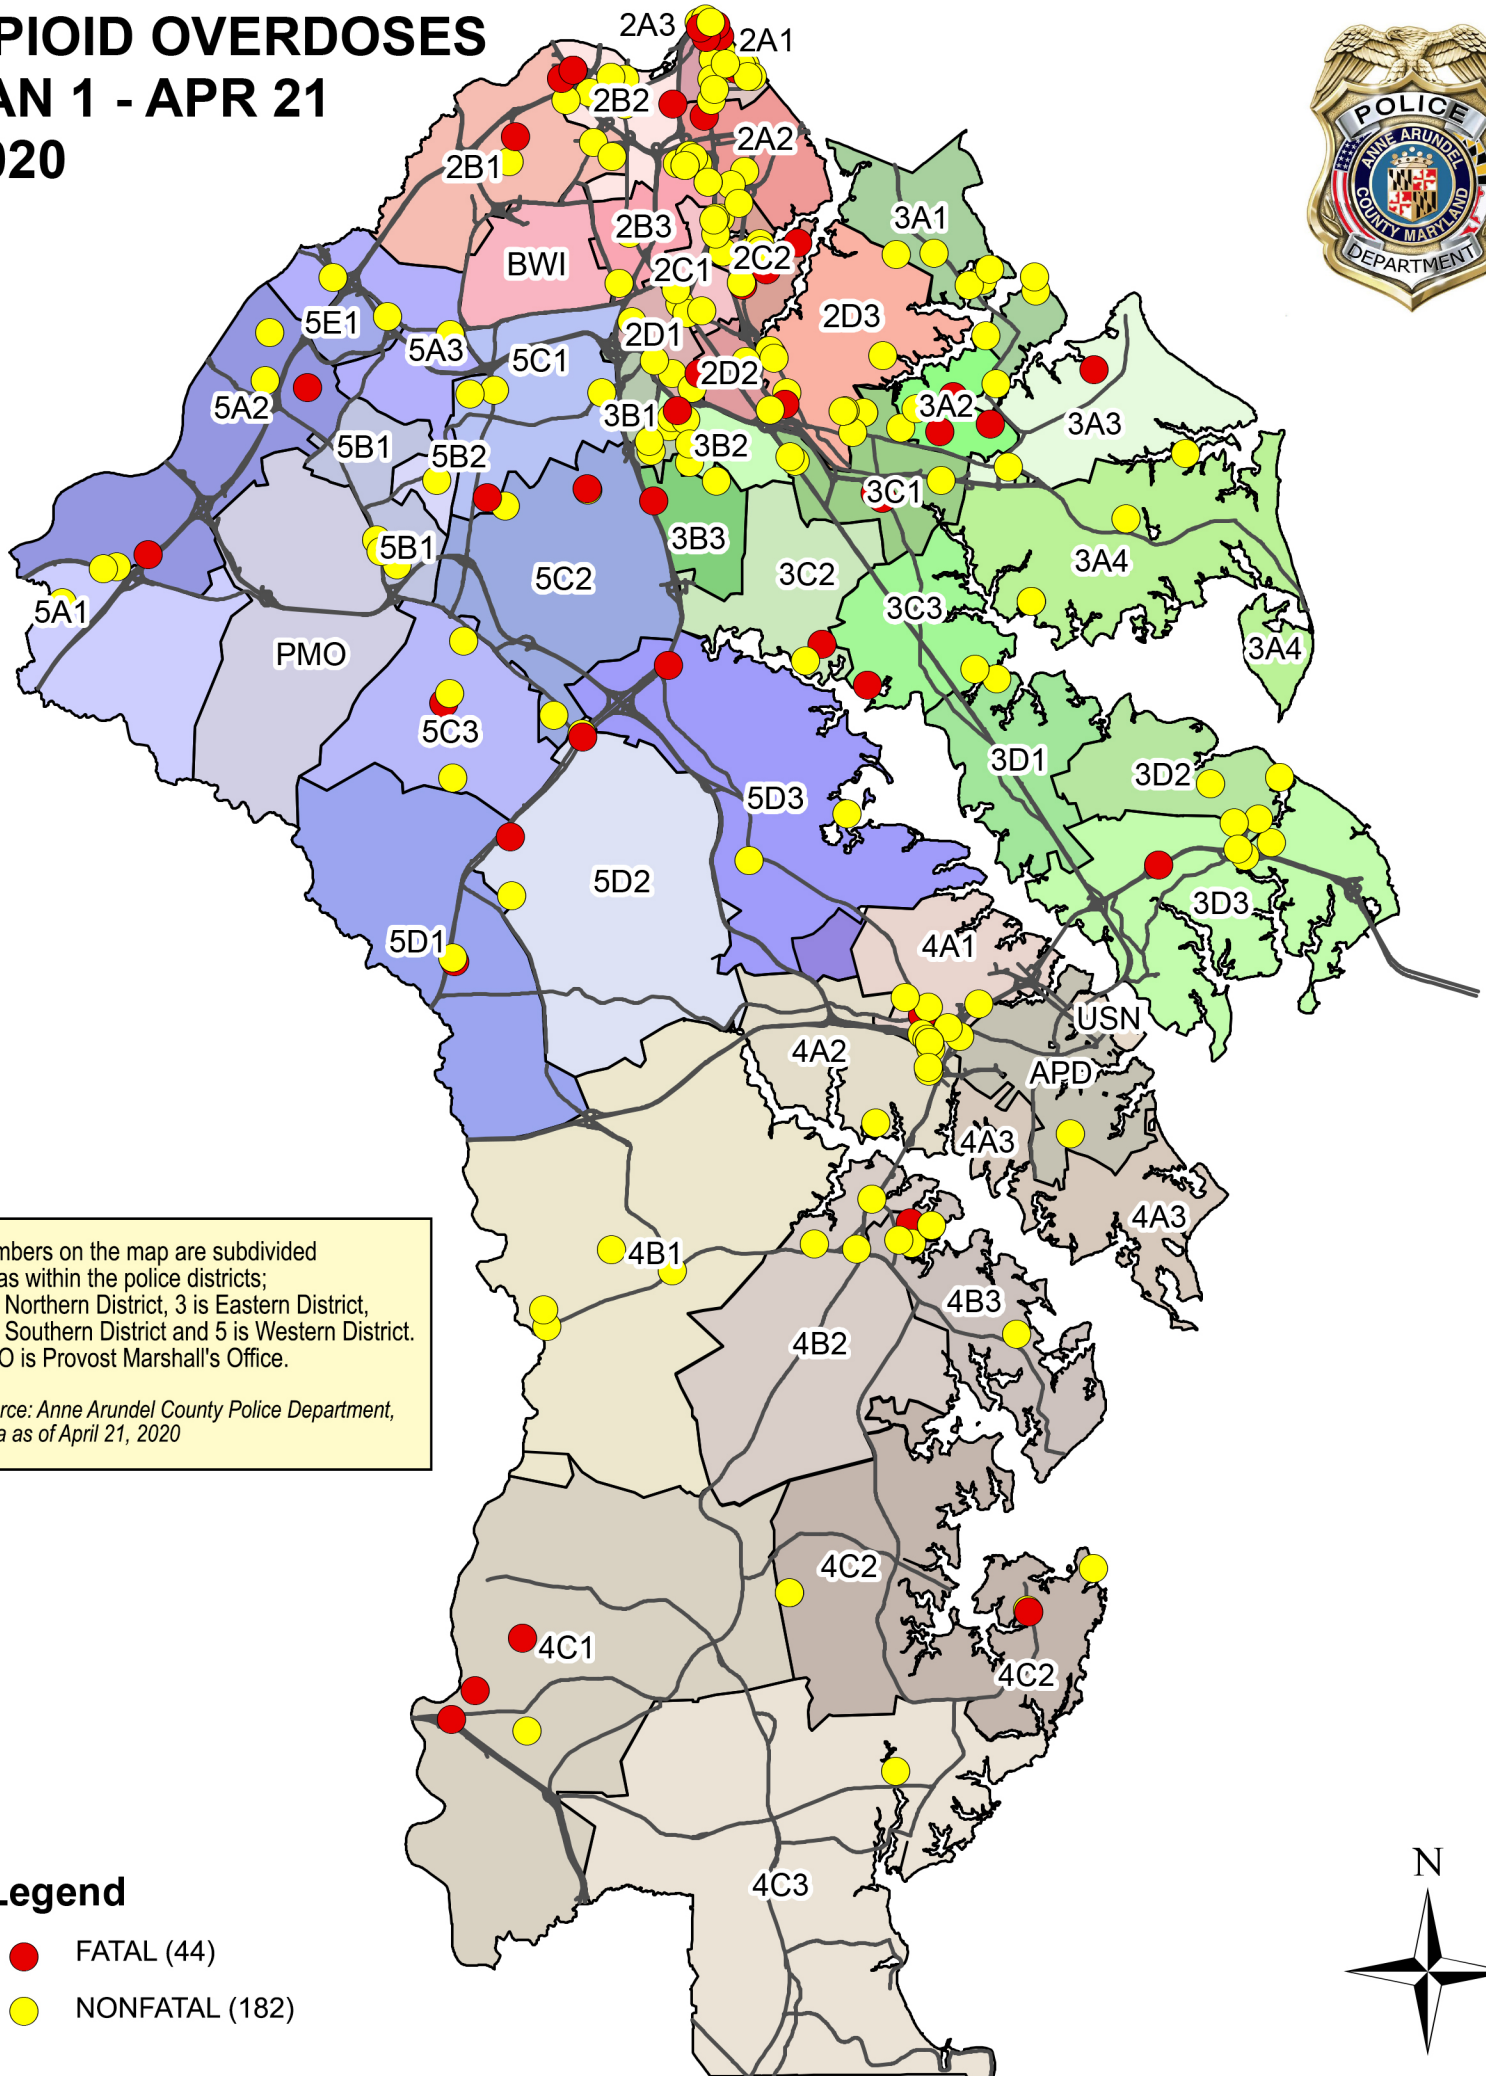 PIOID OVERDOSES
AN 1 - APR 21
020
POLICE
ANNE ARUNDEL
COUNTY MARYLAND
DEPARTMENT
2A3
2A1
2B2
2A2
2B1
3A1
2B3
BWI
2C1
2C2
5E1
2D3
5A3
2D1
5C1
2D2
5A2
3B1
3A2
3A3
5B1
5B2
3B2
3C1
5B1
3B3
5C2
3C2
3A4
5A1
3C3
PMO
3A4
5C3
3D1
3D2
5D3
5D2
3D3
5D1
4A1
USN
4A2
APD
4A3
4A3
4B1
4B3
4B2
4C2
4C1
4C2
4C3
mbers on the map are subdivided
as within the police districts;
Northern District, 3 is Eastern District,
Southern District and 5 is Western District.
O is Provost Marshall's Office.
rce: Anne Arundel County Police Department,
a as of April 21, 2020
Legend
FATAL (44)
NONFATAL (182)
N